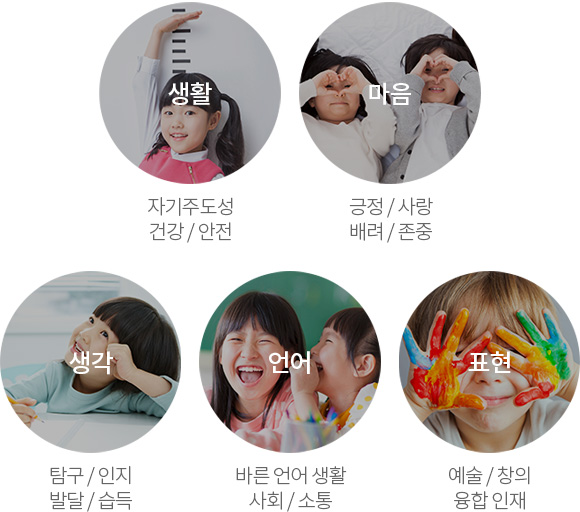 생활
마음
자기주도성
건강 / 안전
긍정 / 사랑
배려 / 존중
생각
언어
표현
탐구 / 인지
발달 / 습득
바른 언어 생활
사회 / 소통
예술 / 창의
융합 인재